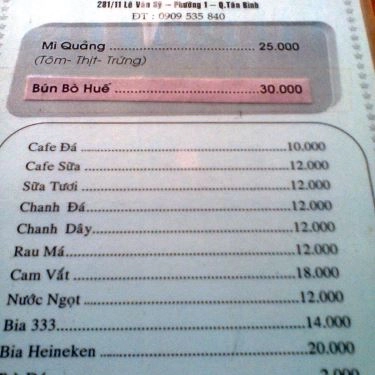 281/11 Lê Văn Sỹ – Phường 1 – Q.Tân Bình
ĐT : 0909 535 840
Mì Quảng ........ 25.000
(Tôm- Thịt- Trứng)
Bún Bò Huế ........ 30.000
Cafe Đá ........ 10.000
Cafe Sữa ........ 12.000
Sữa Tươi ........ 12.000
Chanh Đá ........ 12.000
Chanh Dây ........ 12.000
Rau Má ........ 12.000
Cam Vắt ........ 18.000
Nước Ngọt ........ 12.000
Bia 333 ........ 14.000
Bia Heineken ........ 20.000
2.000